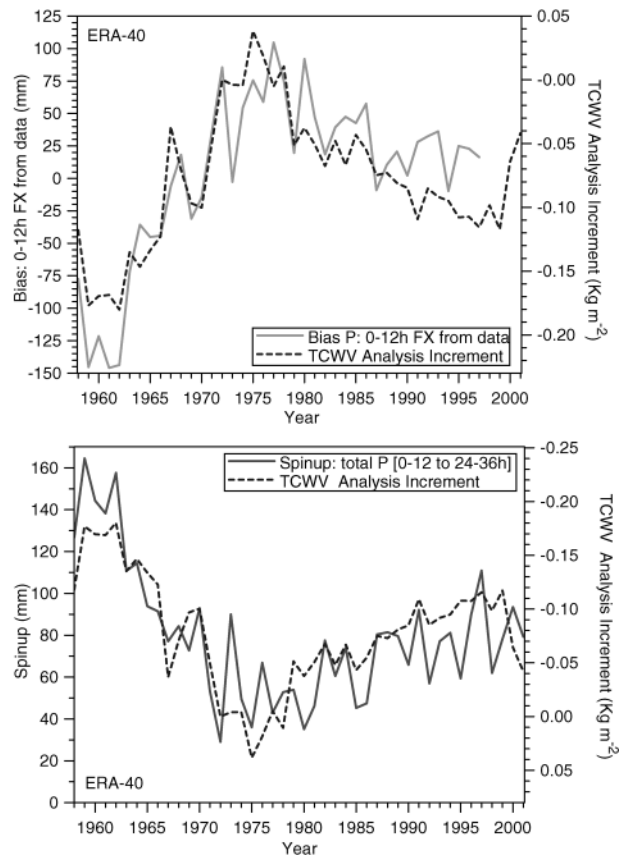 ERA-40
125
100
75
50
25
0
-25
-50
-75
-100
-125
-150
Bias: 0-12h FX from data (mm)
0.05
-0.00
-0.05
-0.10
-0.15
-0.20
TCWV Analysis Increment (Kg m-2)
Bias P: 0-12h FX from data
TCWV Analysis Increment
1960 1965 1970 1975 1980 1985 1990 1995 2000
Year
Spinup: total P [0-12 to 24-36h]
TCWV Analysis Increment
160
140
120
100
80
60
40
20
0
Spinup (mm)
-0.25
-0.20
-0.15
-0.10
-0.05
0.00
0.05
TCWV Analysis Increment (Kg m-2)
ERA-40
1960 1965 1970 1975 1980 1985 1990 1995 2000
Year